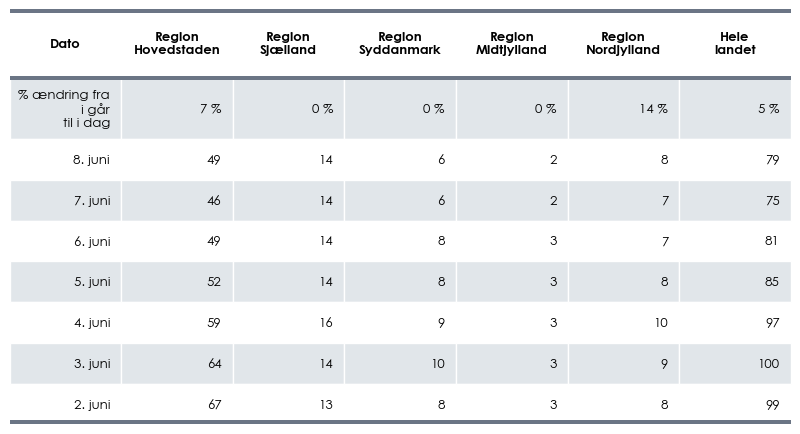 Dato Region Hovedstaden Region Sjælland Region Syddanmark Region Midtjylland Region Nordjylland Hele landet
% ændring fra i går til i dag 7 % 0 % 0 % 0 % 14 % 5 %
8. juni 49 14 6 2 8 79
7. juni 46 14 6 2 7 75
6. juni 49 14 8 3 7 81
5. juni 52 14 8 3 8 85
4. juni 59 16 9 3 10 97
3. juni 64 14 10 3 9 100
2. juni 67 13 8 3 8 99